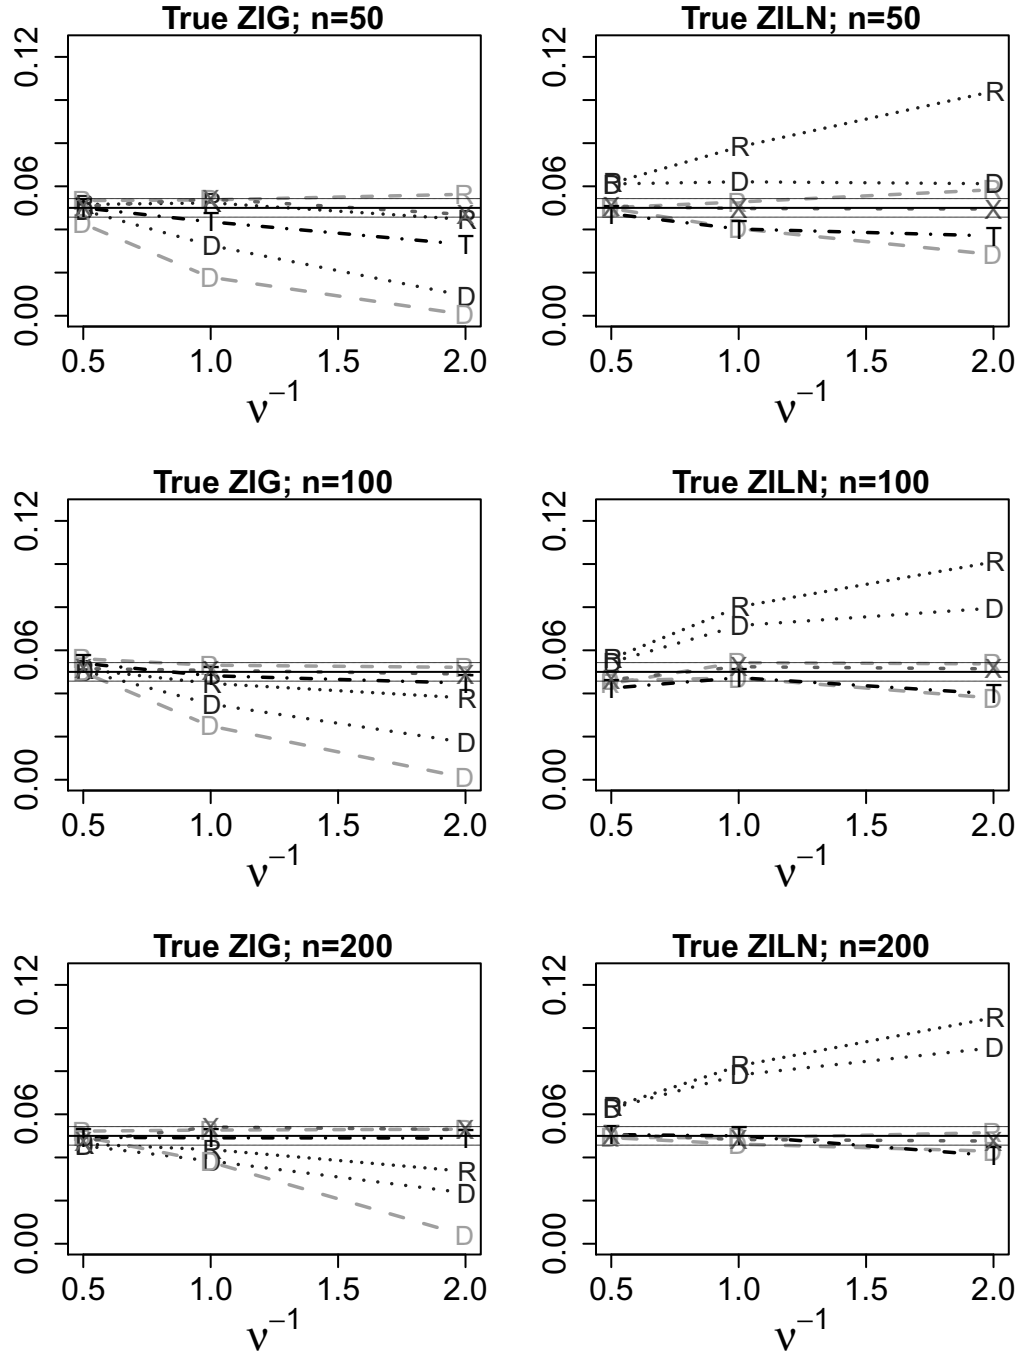 True ZIG; n=50
True ZILN; n=50
0.12
0.06
0.00
R
R
X
T
D
T
D
D
D
0.12
0.06
0.00
R
R
R
D
D
R
X
R
X
T
T
D
D
0.5 1.0 1.5 2.0
0.5 1.0 1.5 2.0
ν−1
ν−1
True ZIG; n=100
True ZILN; n=100
0.12
0.06
0.00
R
X
T
R
D
D
D
D
0.12
0.06
0.00
R
R
D
D
R
X
T
D
0.5 1.0 1.5 2.0
0.5 1.0 1.5 2.0
ν−1
ν−1
True ZIG; n=200
True ZILN; n=200
0.12
0.06
0.00
X
T
R
D
D
D
0.12
0.06
0.00
R
R
D
D
R
X
D
T
0.5 1.0 1.5 2.0
0.5 1.0 1.5 2.0
ν−1
ν−1